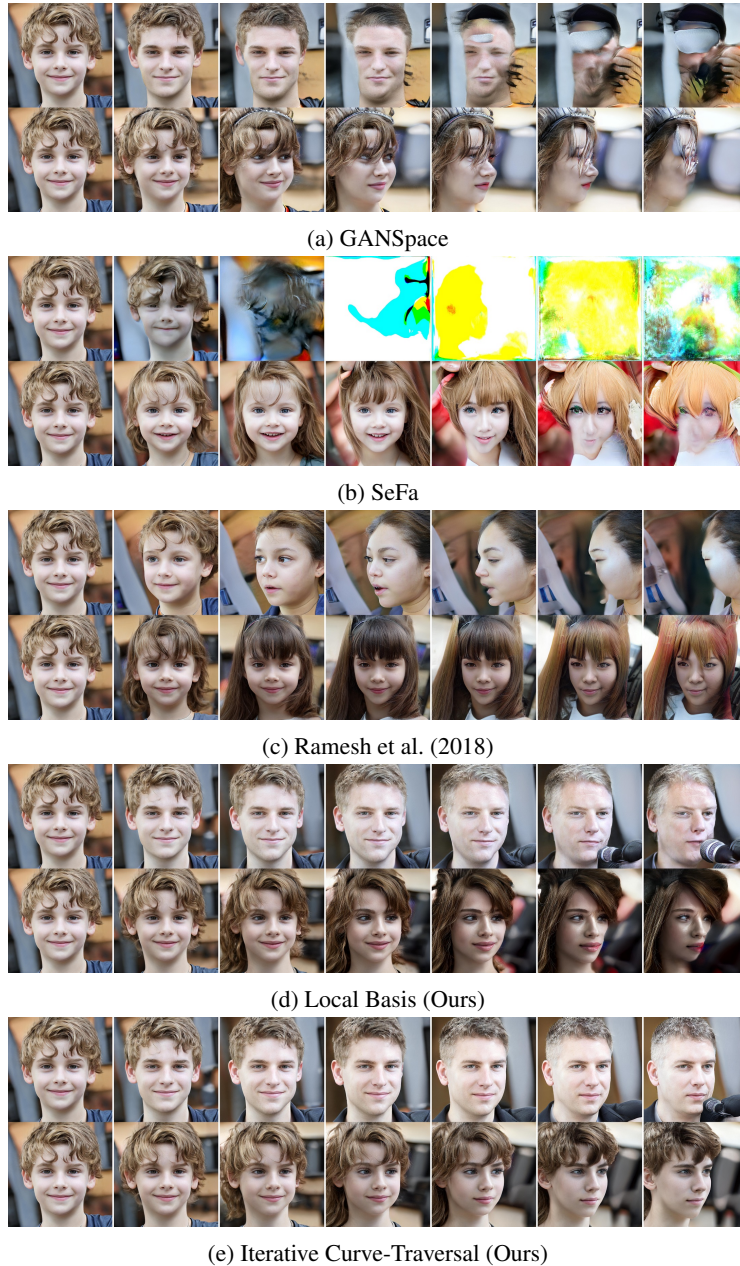 (a) GANSpace
(b) SeFa
(c) Ramesh et al. (2018)
(d) Local Basis (Ours)
(e) Iterative Curve-Traversal (Ours)